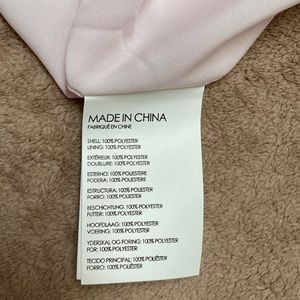 MADE IN CHINA
FABRIQUÉ EN CHINE
SHELL: 100% POLYESTER
LINING: 100% POLYESTER
EXTÉRIEUR: 100% POLYESTER
DOUBLURE: 100% POLYESTER
ESTERNO: 100% POLIESTERE
FODERA: 100% POLIESTERE
ESTRUCTURA: 100% POLYESTER
FORRO: 100% POLYESTER
BESCHICHTUNG: 100% POLYESTER
FUTTER: 100% POLYESTER
HOOFDLAAG: 100% POLYESTER
VOERING: 100% POLYESTER
YDERSKAL OG FORING: 100% POLYESTER
FOR: 100% POLYESTER
TECIDO PRINCIPAL: 100% POLIÉSTER
FORRO: 100% POLIÉSTER